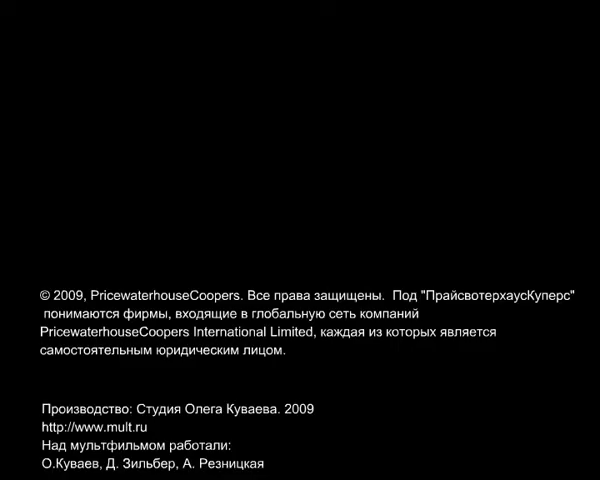 © 2009, PricewaterhouseCoopers. Все права защищены. Под "ПрайсвотерхаусКуперс"
понимаются фирмы, входящие в глобальную сеть компаний
PricewaterhouseCoopers International Limited, каждая из которых является
самостоятельным юридическим лицом.
Производство: Студия Олега Куваева. 2009
http://www.mult.ru
Над мультфильмом работали:
О.Куваев, Д. Зильбер, А. Резницкая